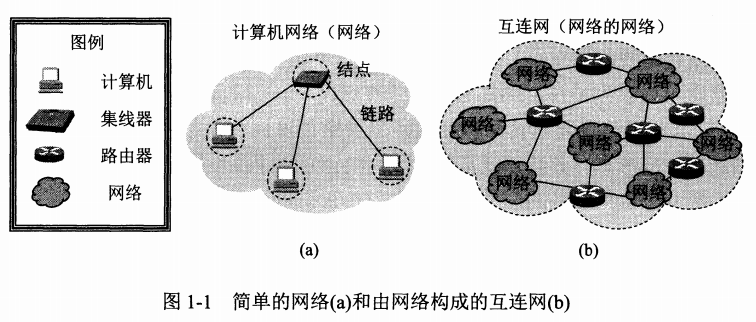 图例
计算机
集线器
路由器
网络
计算机网络（网络）
结点
链路
(a)
互连网（网络的网络）
网络
网络
网络
网络
网络
网络
网络
(b)
图 1-1 简单的网络(a)和由网络构成的互连网(b)